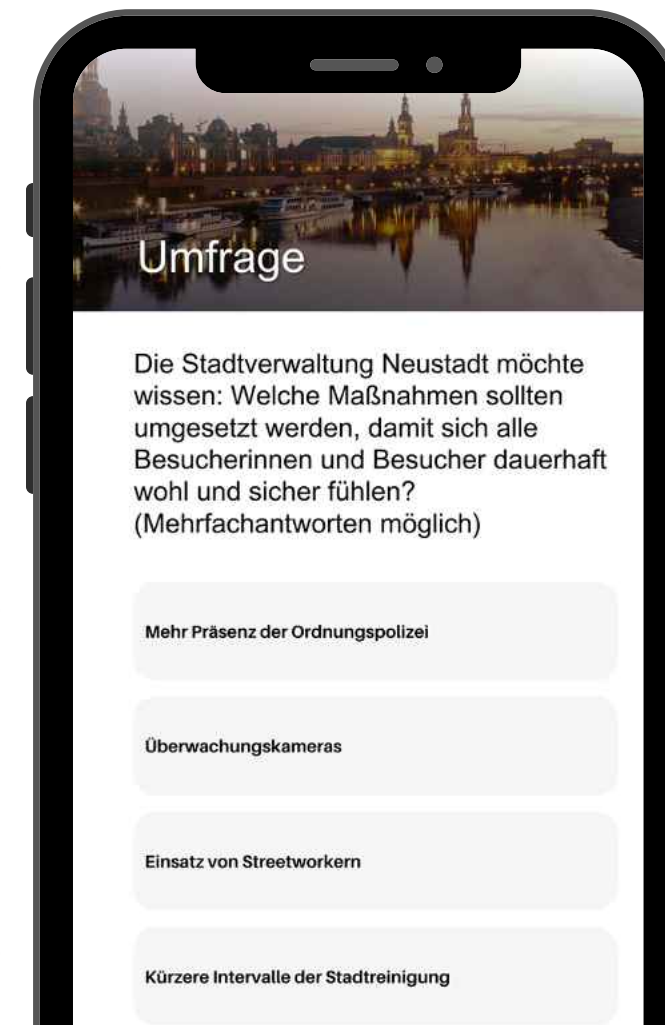 Umfrage
Die Stadtverwaltung Neustadt möchte
wissen: Welche Maßnahmen sollten
umgesetzt werden, damit sich alle
Besucherinnen und Besucher dauerhaft
wohl und sicher fühlen?
(Mehrfachantworten möglich)
Mehr Präsenz der Ordnungspolizei
Überwachungskameras
Einsatz von Streetworkern
Kürzere Intervalle der Stadtreinigung